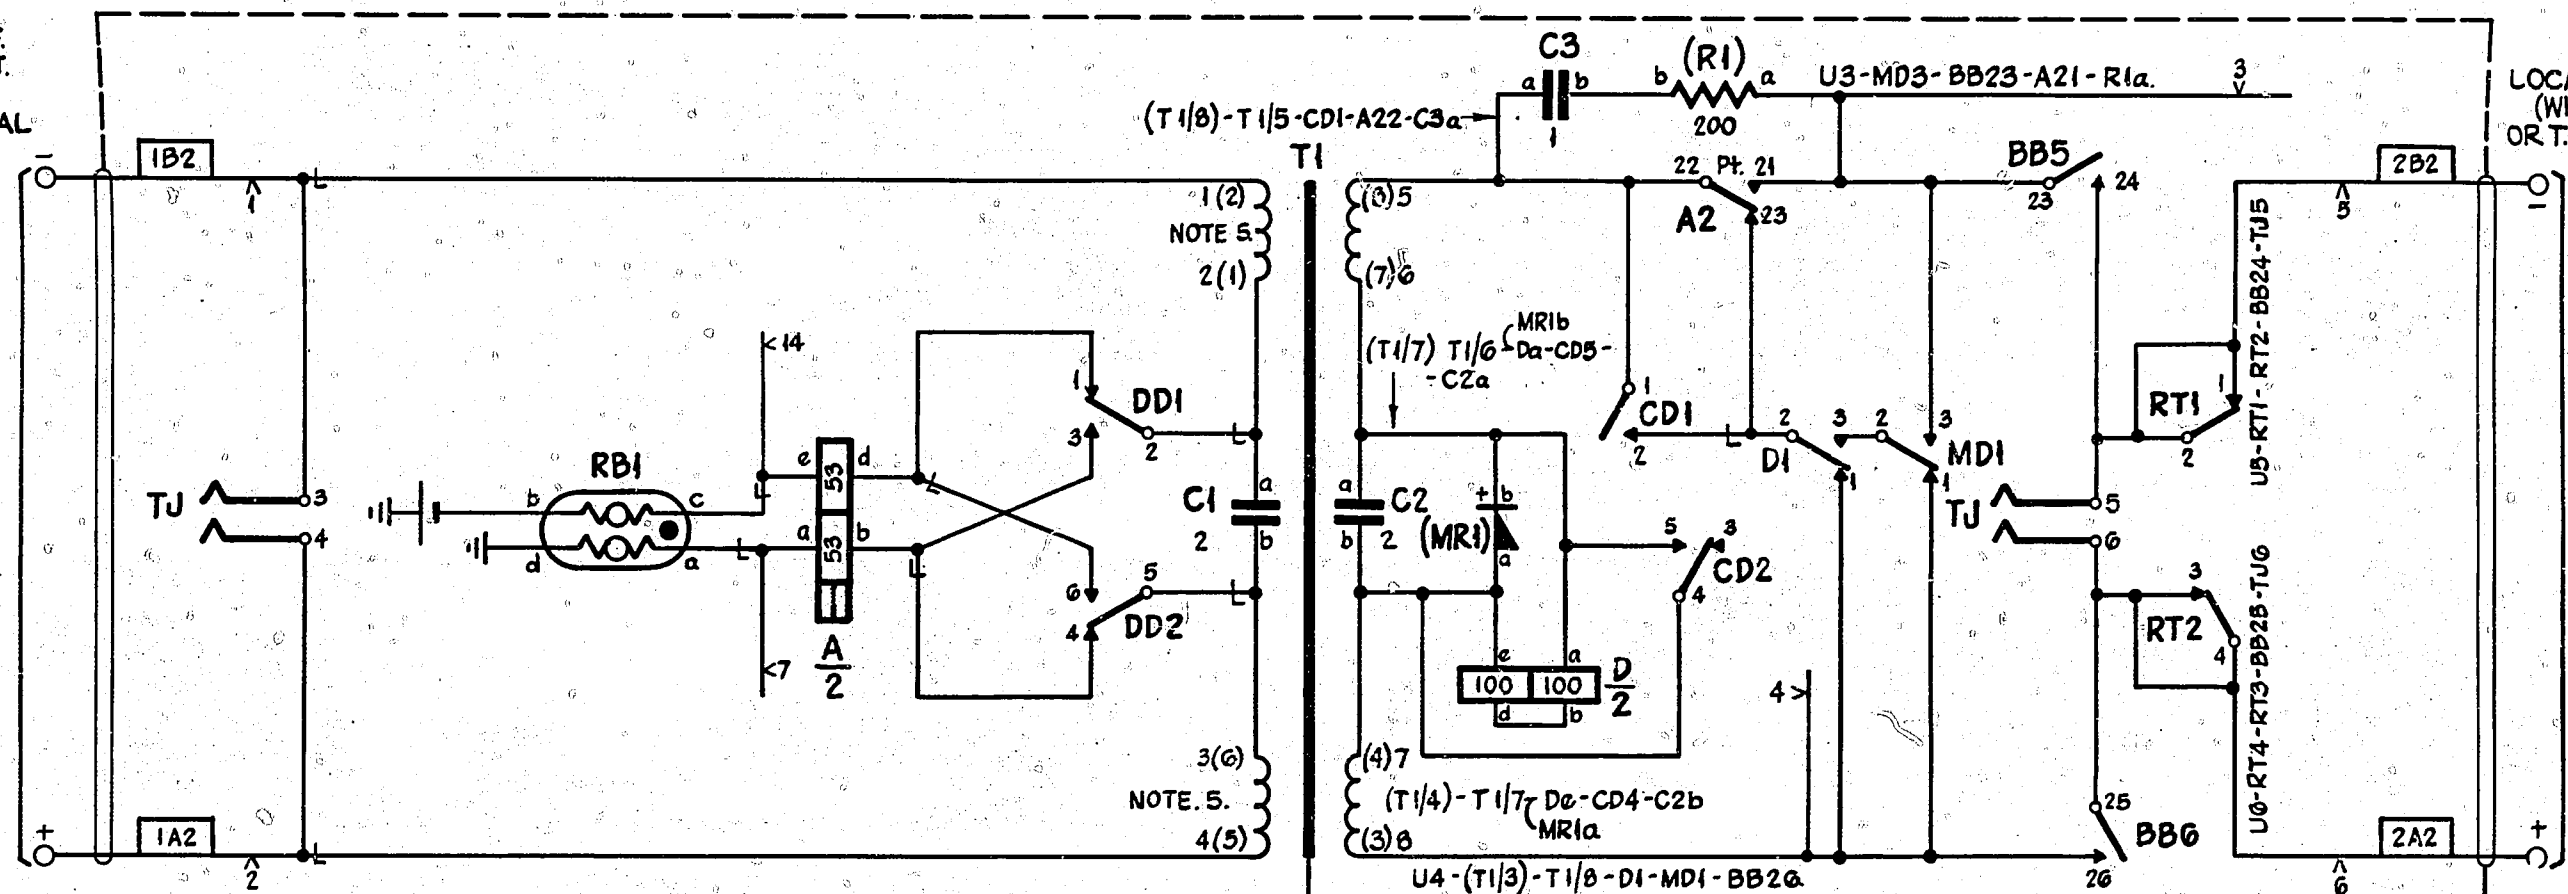 T.
AL
LOCA
(W
OR T.
C3
a b
1
(R1)
b a
200
U3-MD3-BB23-A21-R1a.
3
(T1/8)-T1/5-CD1-A22-C3a
T1
1B2
1
−
1(2)
NOTE 5.
2(1)
(8)5
(7)6
22 Pt. 21
A2
23
BB5
23
24
2B2
5
−
U5-RT1-RT2-BB24-TJ5
(T1/7) T1/6 MR1b
Da-CD5-
-C2a
<14
1
DD1
3
2
1
CD1
2
2
3
2
3
D1
1
MD1
1
1
RT1
2
RB1
b c
d a
e 53 d
a 53 b
A
2
<7
TJ
3
4
C1
a
2
b
a
C2
b 2
+ b
(MR1)
a
5
3
CD2
4
TJ
5
6
6
5
DD2
4
e a
100 100
d b
D
2
4>
3
RT2
4
U6-RT4-RT3-BB25-TJ6
3(6)
NOTE. 5.
4(5)
(4)7
(3)8
(T1/4)-T1/7 De-CD4-C2b
MR1a
25
BB6
26
+
1A2
2
U4-(T1/3)-T1/8-D1-MD1-BB26
2A2
6
+